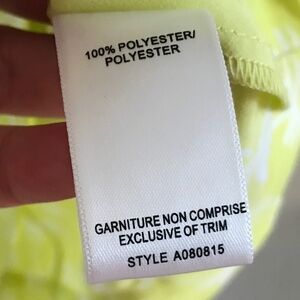 100% POLYESTER/
POLYESTER
GARNITURE NON COMPRISE
EXCLUSIVE OF TRIM
STYLE A080815